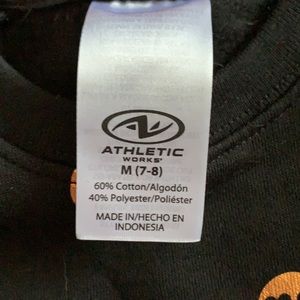 ATHLETIC
WORKS®
M (7-8)
60% Cotton/Algodón
40% Polyester/Poliéster
MADE IN/HECHO EN
INDONESIA